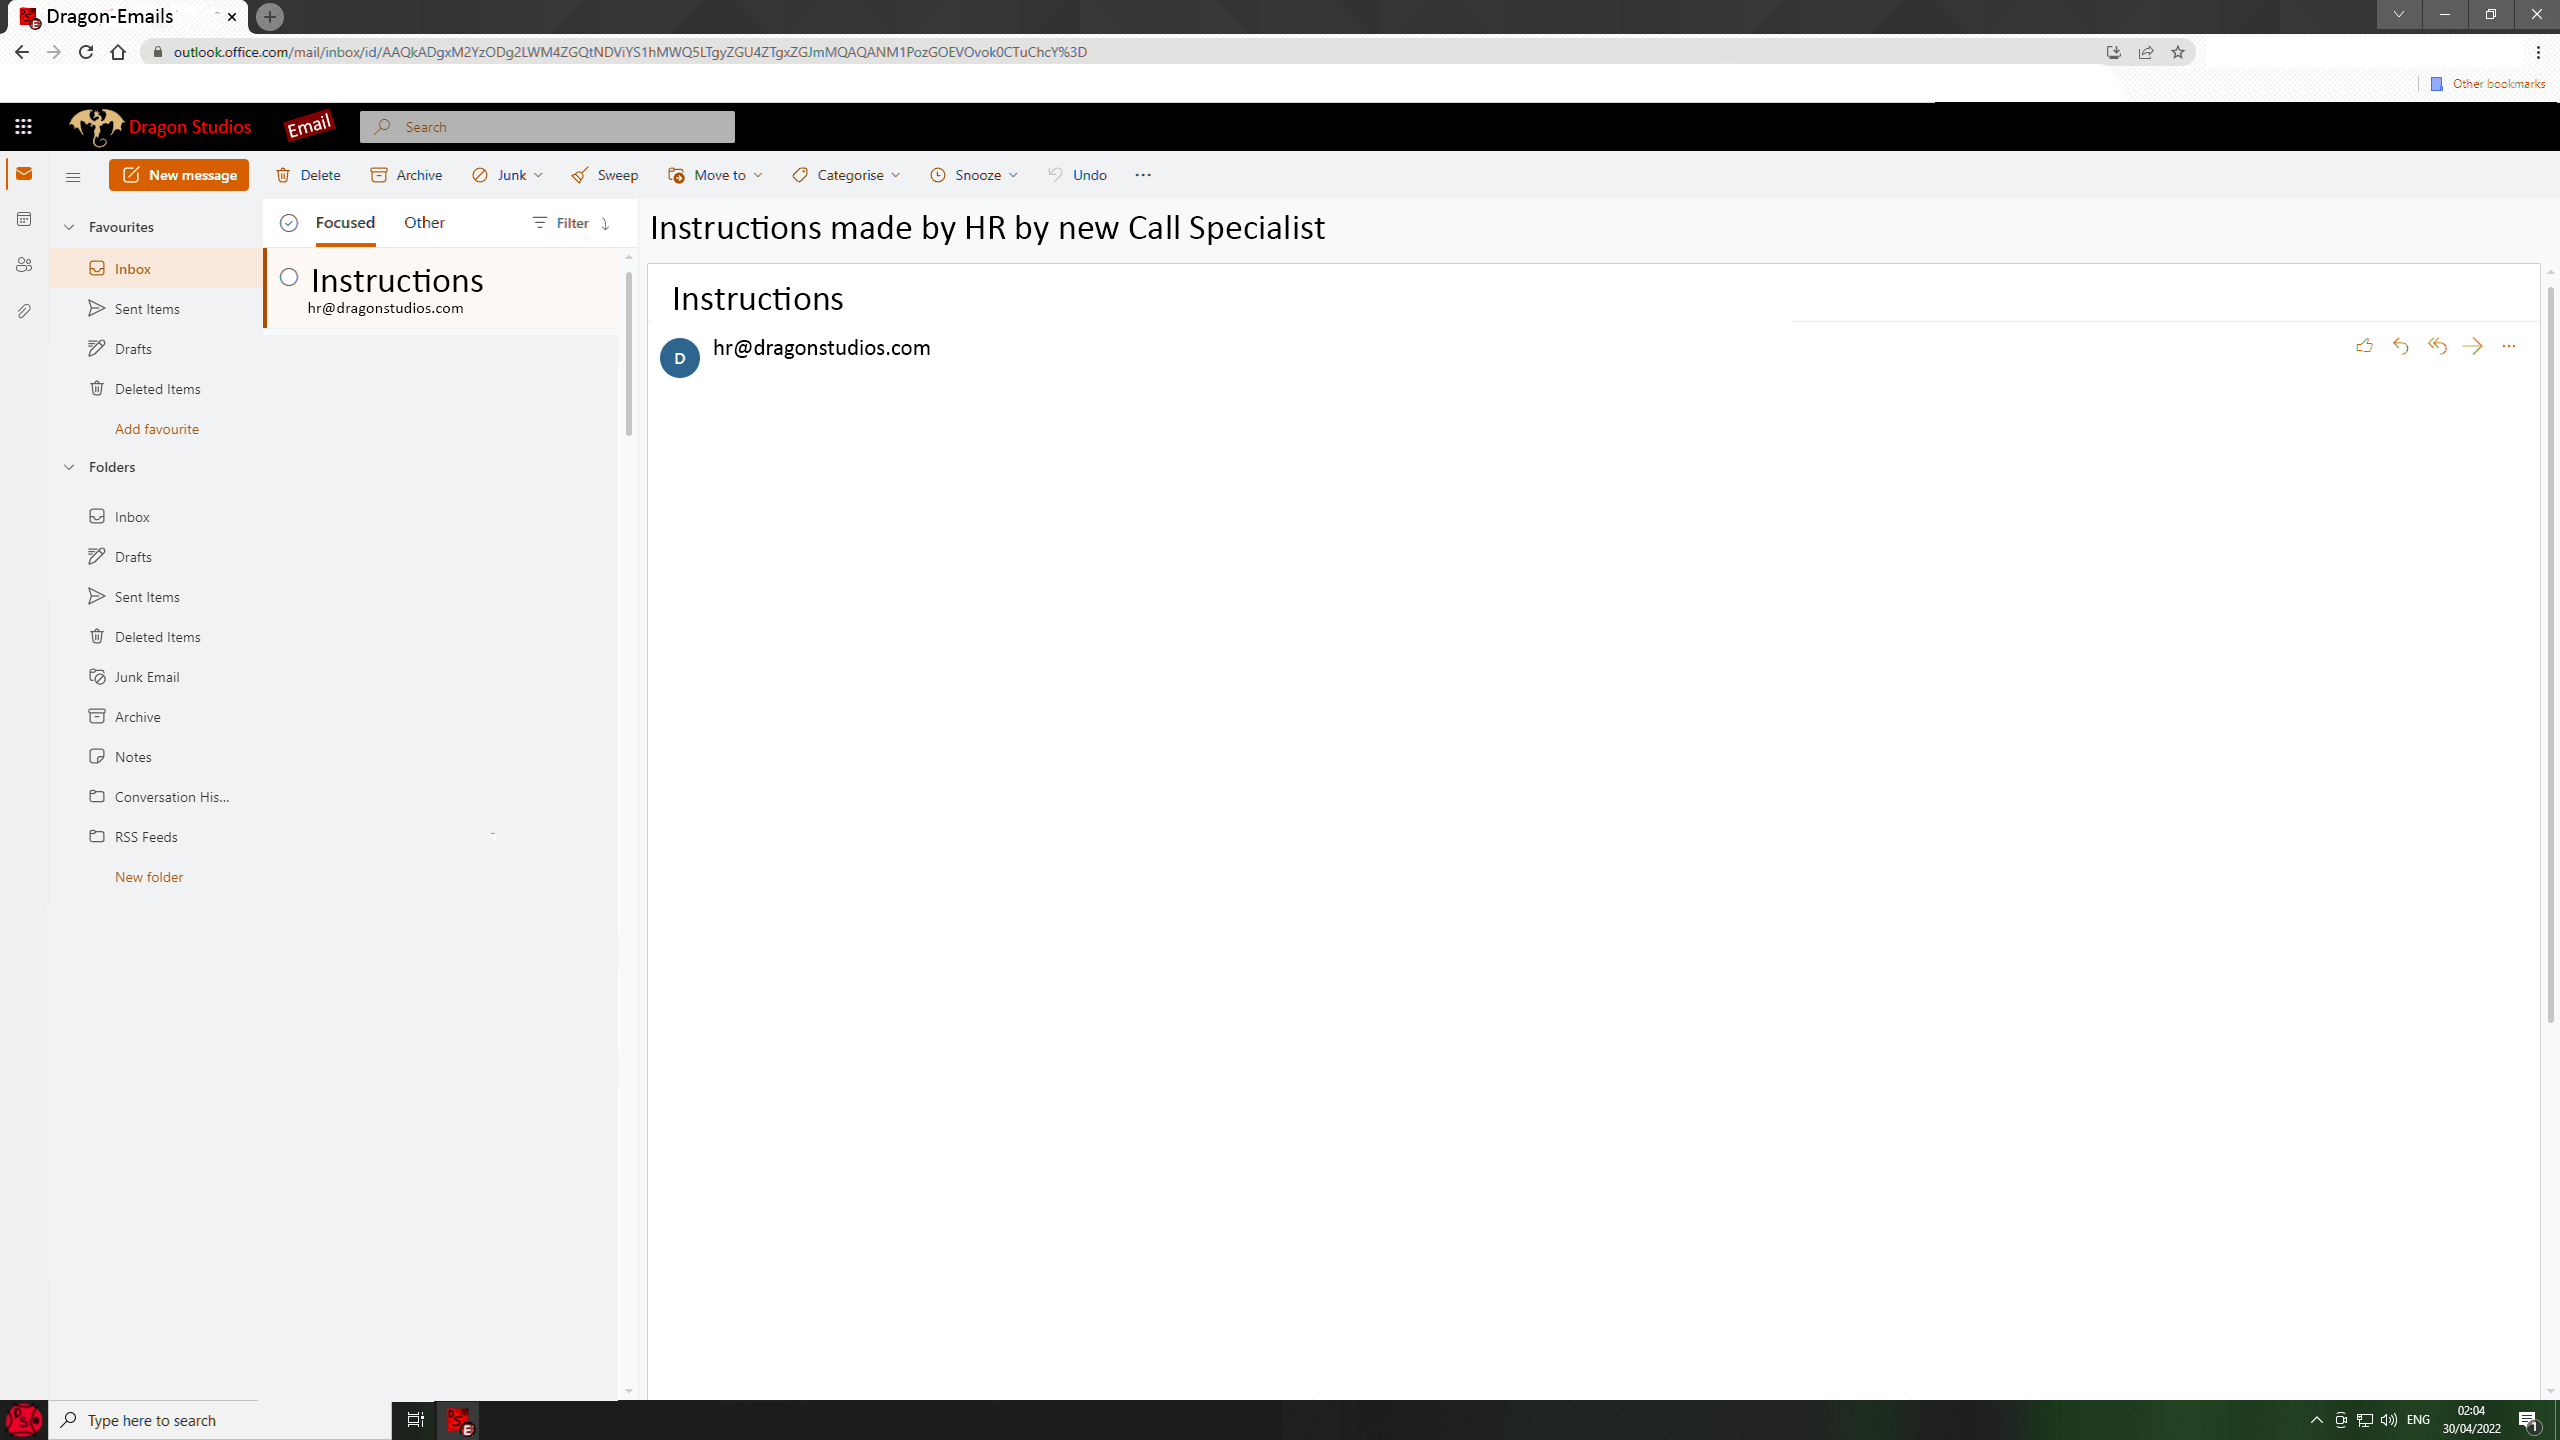 Dragon-Emails
outlook.office.com/mail/inbox/id/AAQkADgxM2YzODg2LWM4ZGQtNDViYS1hMWQ5LTgyZGU4ZTgxZGJmMQAQANM1PozGOEVOvok0CTuChcY%3D
Other bookmarks
Dragon Studios
Email
Search
New message
Delete
Archive
Junk
Sweep
Move to
Categorise
Snooze
Undo
Favourites
Inbox
Sent Items
Drafts
Deleted Items
Add favourite
Folders
Inbox
Drafts
Sent Items
Deleted Items
Junk Email
Archive
Notes
Conversation His...
RSS Feeds
New folder
Focused
Other
Filter
Instructions
hr@dragonstudios.com
Instructions made by HR by new Call Specialist
Instructions
D
hr@dragonstudios.com
Type here to search
E
ENG
02:04
30/04/2022
1